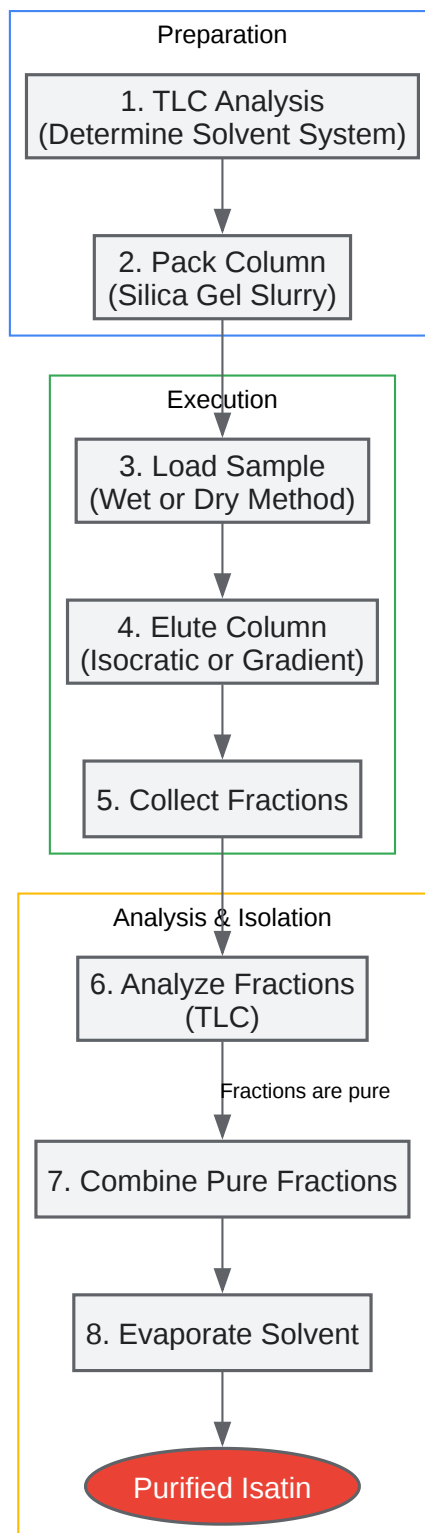 Preparation
1. TLC Analysis
(Determine Solvent System)
2. Pack Column
(Silica Gel Slurry)
Execution
3. Load Sample
(Wet or Dry Method)
4. Elute Column
(Isocratic or Gradient)
5. Collect Fractions
Analysis & Isolation
6. Analyze Fractions
(TLC)
Fractions are pure
7. Combine Pure Fractions
8. Evaporate Solvent
Purified Isatin